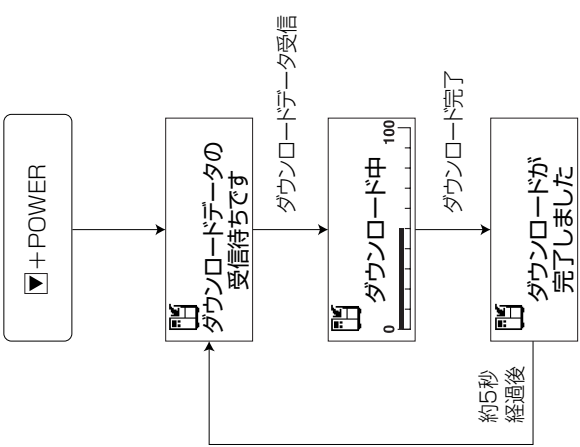 ▼+POWER
ダウンロードデータの
受信待ちです
ダウンロードデータ受信
ダウンロード中
0 100
ダウンロード完了
ダウンロードが
完了しました
約5秒
経過後